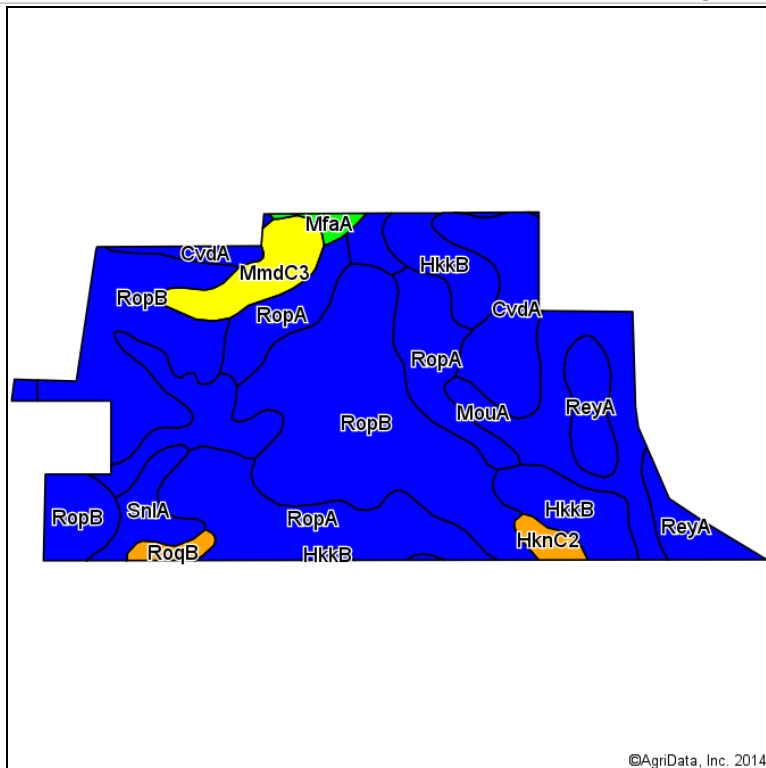 MfaA
CvdA
HkkB
MmdC3
RopB
RopA
CvdA
RopA
RopB
MouA
ReyA
RopB
SnlA
RopA
HkkB
ReyA
RoqB
HkkB
HknC2
©AgriData, Inc. 2014